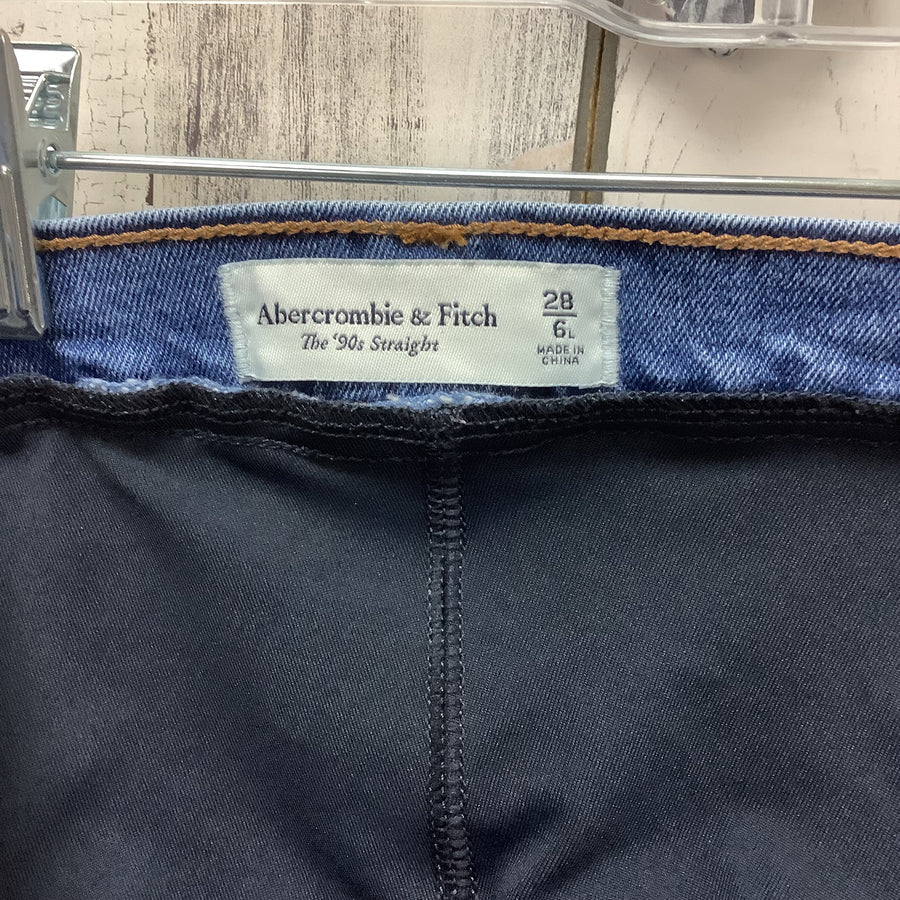 Abercrombie & Fitch
The ‘90s Straight
28
6L
MADE IN
CHINA